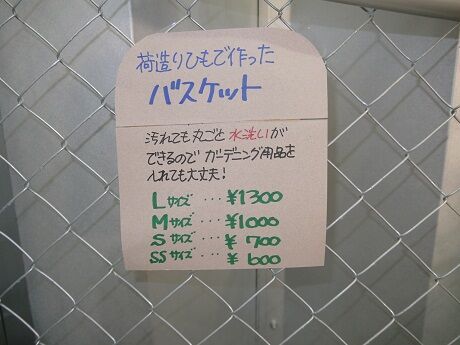 荷造りひもで作った
バスケット
汚れても丸ごと水洗いが
できるので ガーデニング用品を
入れても大丈夫!
Lサイズ・・・¥1300
Mサイズ・・・¥1000
Sサイズ・・・¥700
SSサイズ・・・¥600